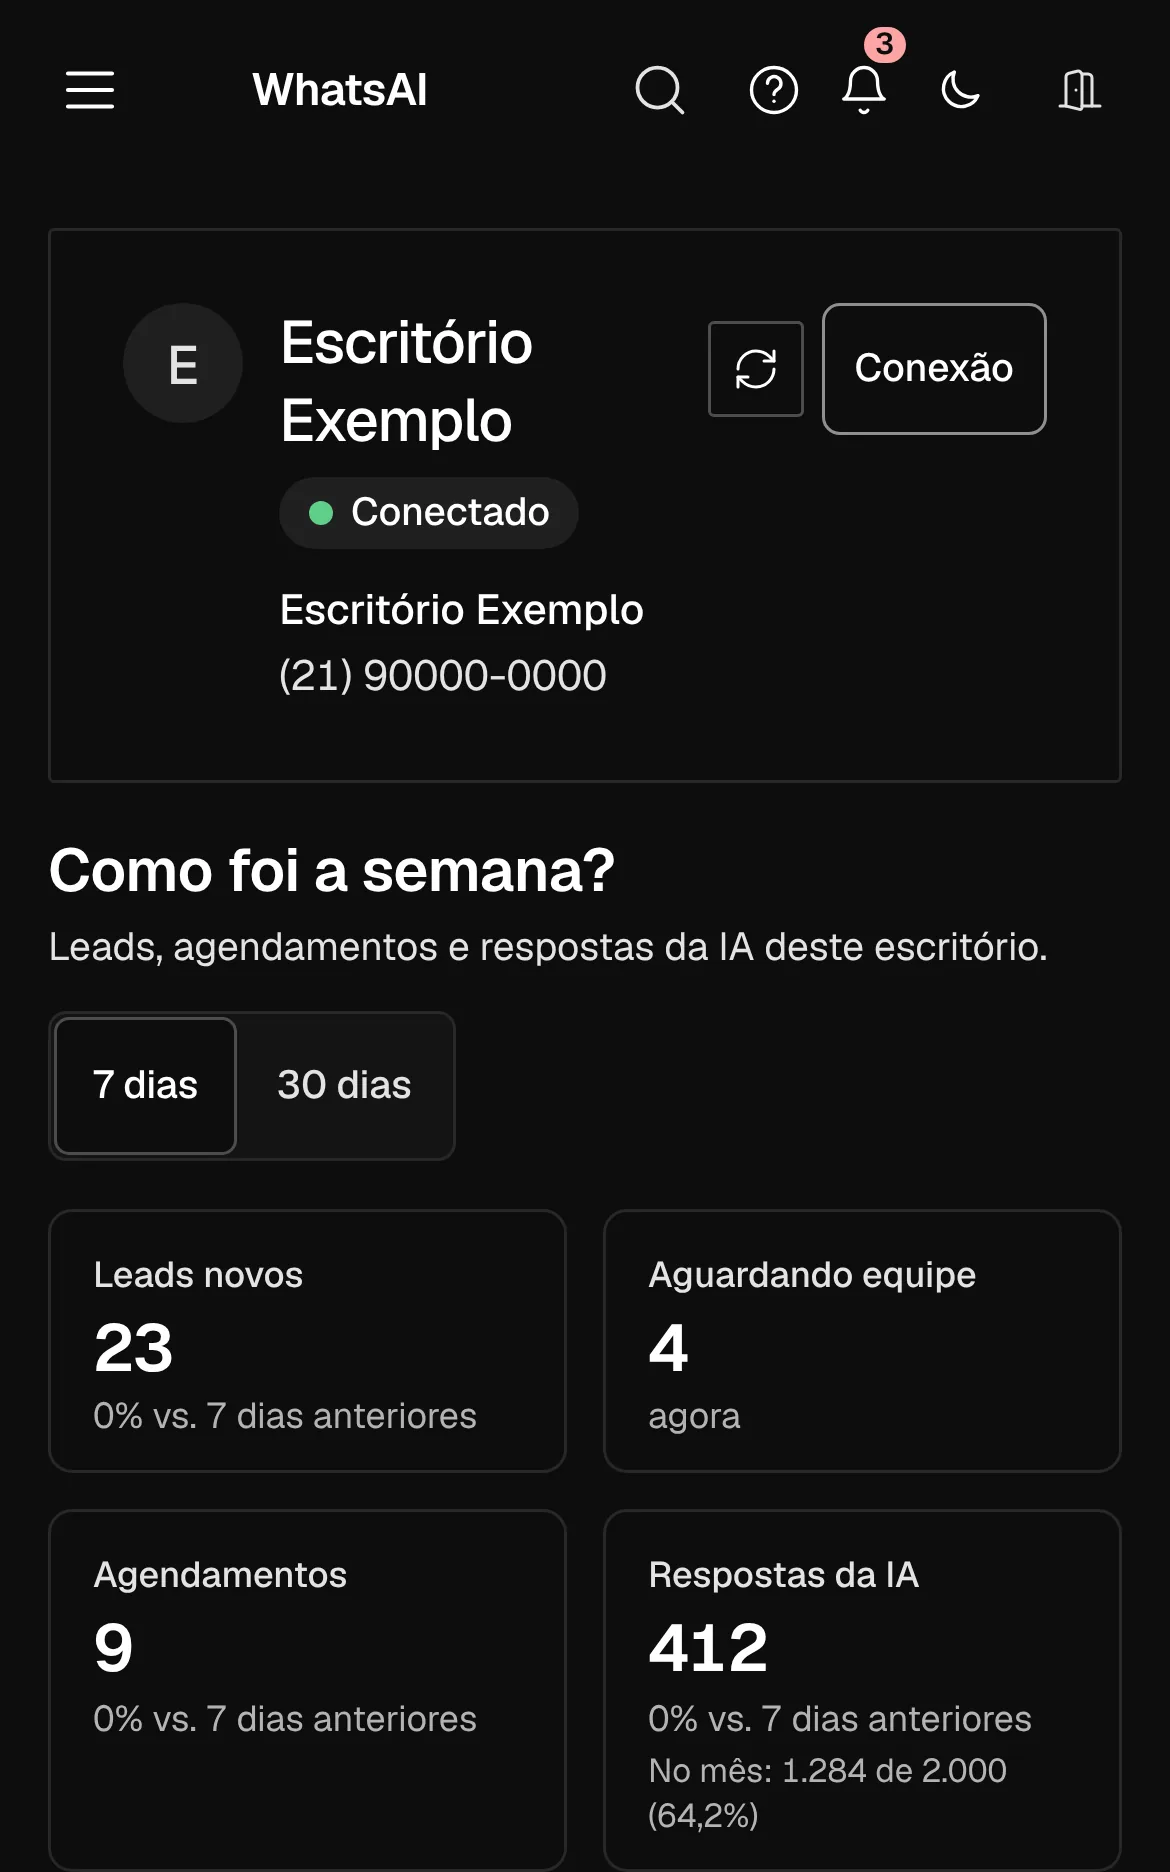 WhatsAI
3
E
Escritório
Exemplo
Conexão
Conectado
Escritório Exemplo
(21) 90000-0000
Como foi a semana?
Leads, agendamentos e respostas da IA deste escritório.
7 dias
30 dias
Leads novos
23
0% vs. 7 dias anteriores
Aguardando equipe
4
agora
Agendamentos
9
0% vs. 7 dias anteriores
Respostas da IA
412
0% vs. 7 dias anteriores
No mês: 1.284 de 2.000
(64,2%)